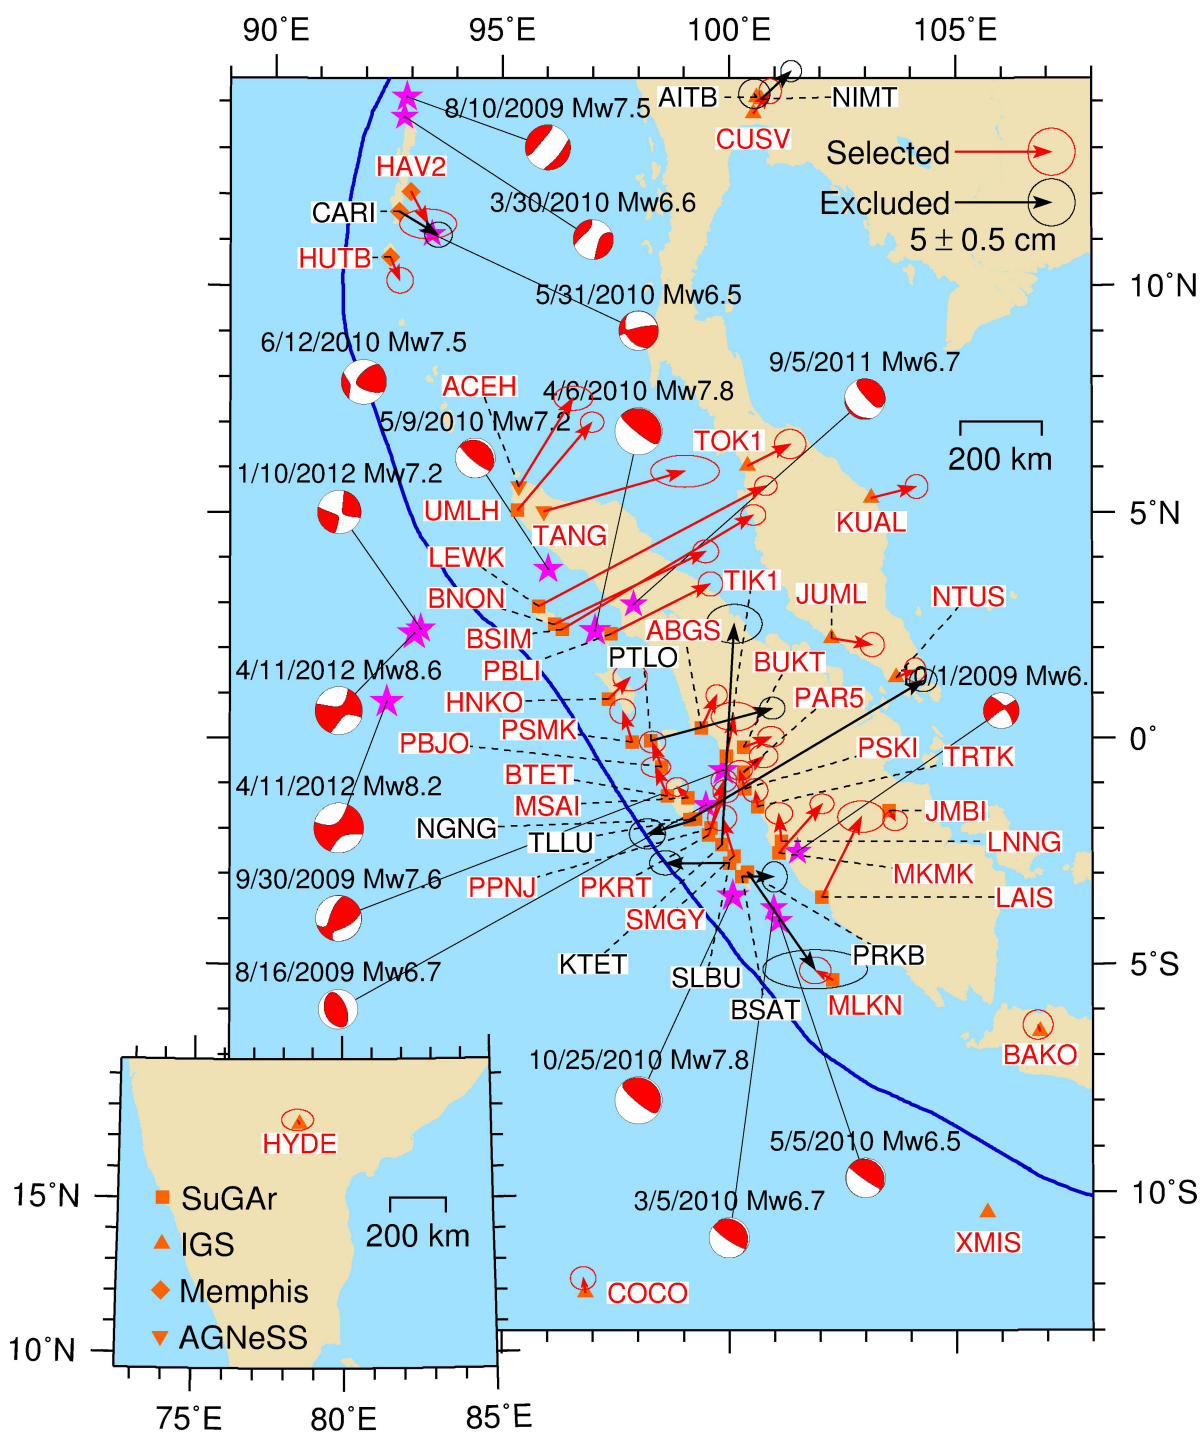 90˚E 95˚E 100˚E 105˚E
AITB NIMT
8/10/2009 Mw7.5
CUSV
Selected
HAV2
3/30/2010 Mw6.6
Excluded
CARI
5 ± 0.5 cm
HUTB
10˚N
5/31/2010 Mw6.5
6/12/2010 Mw7.5
9/5/2011 Mw6.7
ACEH
4/6/2010 Mw7.8
5/9/2010 Mw7.2
TOK1
200 km
1/10/2012 Mw7.2
UMLH
5˚N
KUAL
TANG
LEWK
TIK1
JUML
NTUS
BNON
BSIM
ABGS
PTLO
BUKT
PBLI
4/11/2012 Mw8.6
0/1/2009 Mw6.
HNKO
PAR5
PSMK
0˚
PBJO
PSKI
TRTK
BTET
4/11/2012 Mw8.2
MSAI
JMBI
NGNG
TLLU
LNNG
MKMK
9/30/2009 Mw7.6
PPNJ
PKRT
LAIS
SMGY
PRKB
KTET
5˚S
8/16/2009 Mw6.7
SLBU
MLKN
BSAT
BAKO
10/25/2010 Mw7.8
HYDE
5/5/2010 Mw6.5
15˚N
SuGAr
10˚S
3/5/2010 Mw6.7
200 km
IGS
XMIS
Memphis
COCO
AGNeSS
10˚N
75˚E 80˚E 85˚E